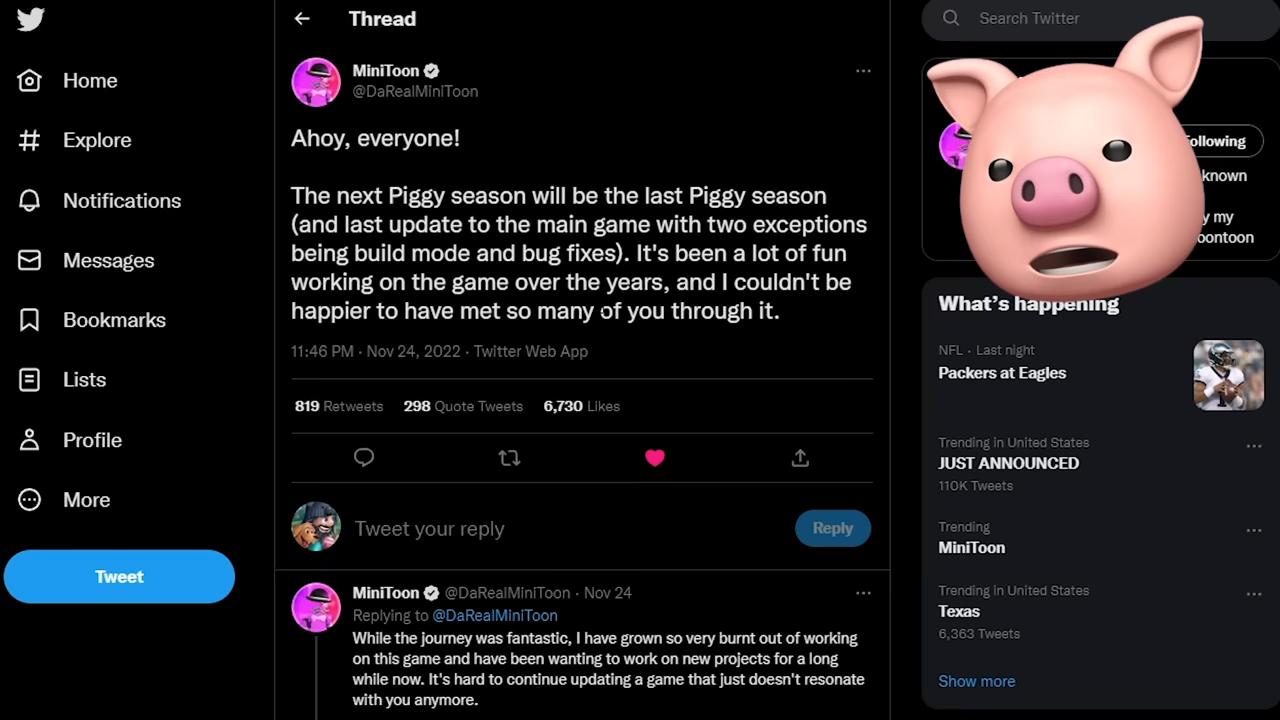 Home
Explore
Notifications
Messages
Bookmarks
Lists
Profile
More
Tweet
Thread
MiniToon
@DaRealMiniToon
Ahoy, everyone!
The next Piggy season will be the last Piggy season
(and last update to the main game with two exceptions
being build mode and bug fixes). It's been a lot of fun
working on the game over the years, and I couldn't be
happier to have met so many of you through it.
11:46 PM · Nov 24, 2022 · Twitter Web App
819 Retweets 298 Quote Tweets 6,730 Likes
Tweet your reply
Reply
MiniToon @DaRealMiniToon · Nov 24
Replying to @DaRealMiniToon
While the journey was fantastic, I have grown so very burnt out of working
on this game and have been wanting to work on new projects for a long
while now. It's hard to continue updating a game that just doesn't resonate
with you anymore.
Search Twitter
ollowing
known
y my
oontoon
What's happening
NFL · Last night
Packers at Eagles
Trending in United States
JUST ANNOUNCED
110K Tweets
Trending
MiniToon
Trending in United States
Texas
6,363 Tweets
Show more